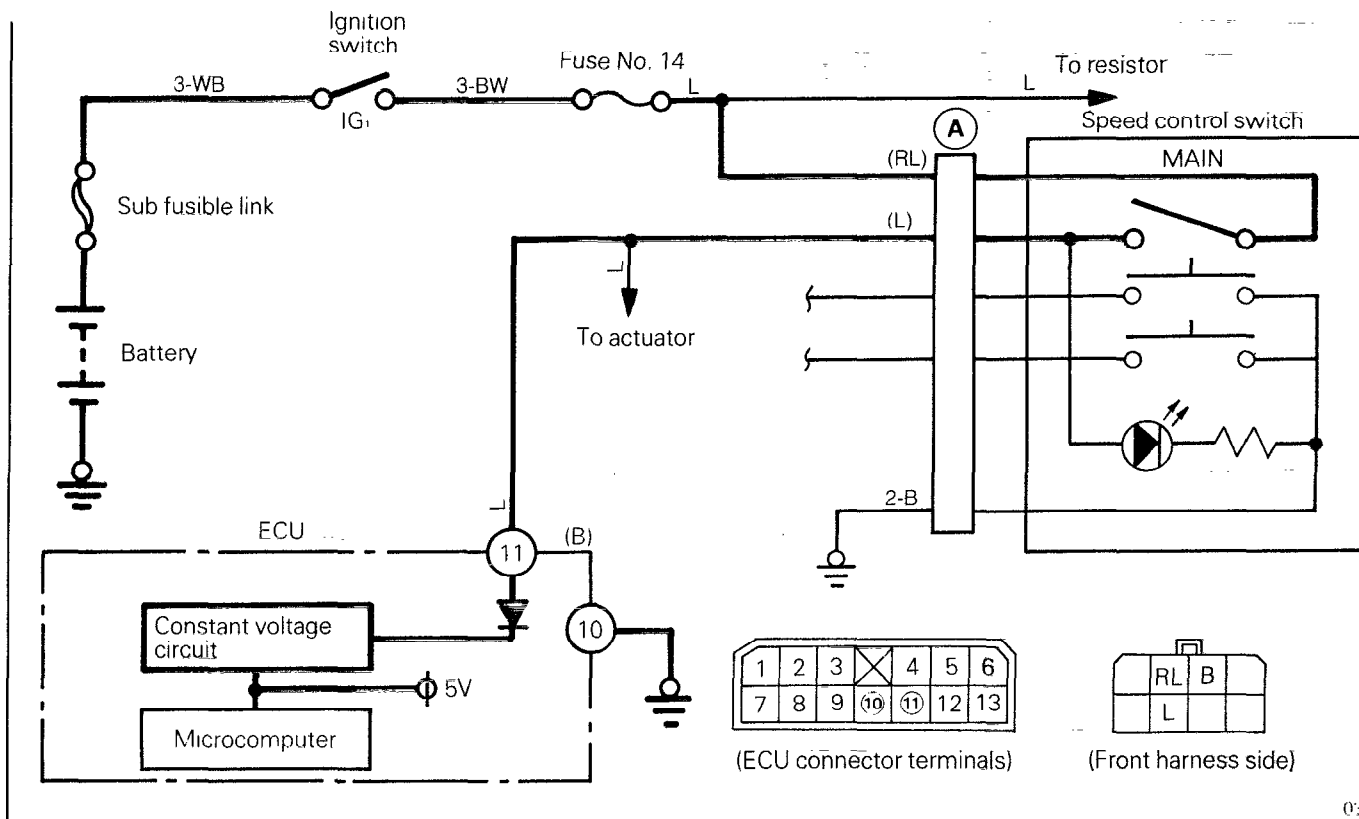 Ignition
switch
Fuse No. 14
3-WB
3-BW
L
L
To resistor
IG₁
A
Speed control switch
(RL)
MAIN
Sub fusible link
(L)
L
To actuator
Battery
2-B
L
ECU
11
(B)
10
Constant voltage
circuit
5V
Microcomputer
1 2 3 4 5 6
7 8 9 10 11 12 13
RL B
L
(ECU connector terminals)
(Front harness side)